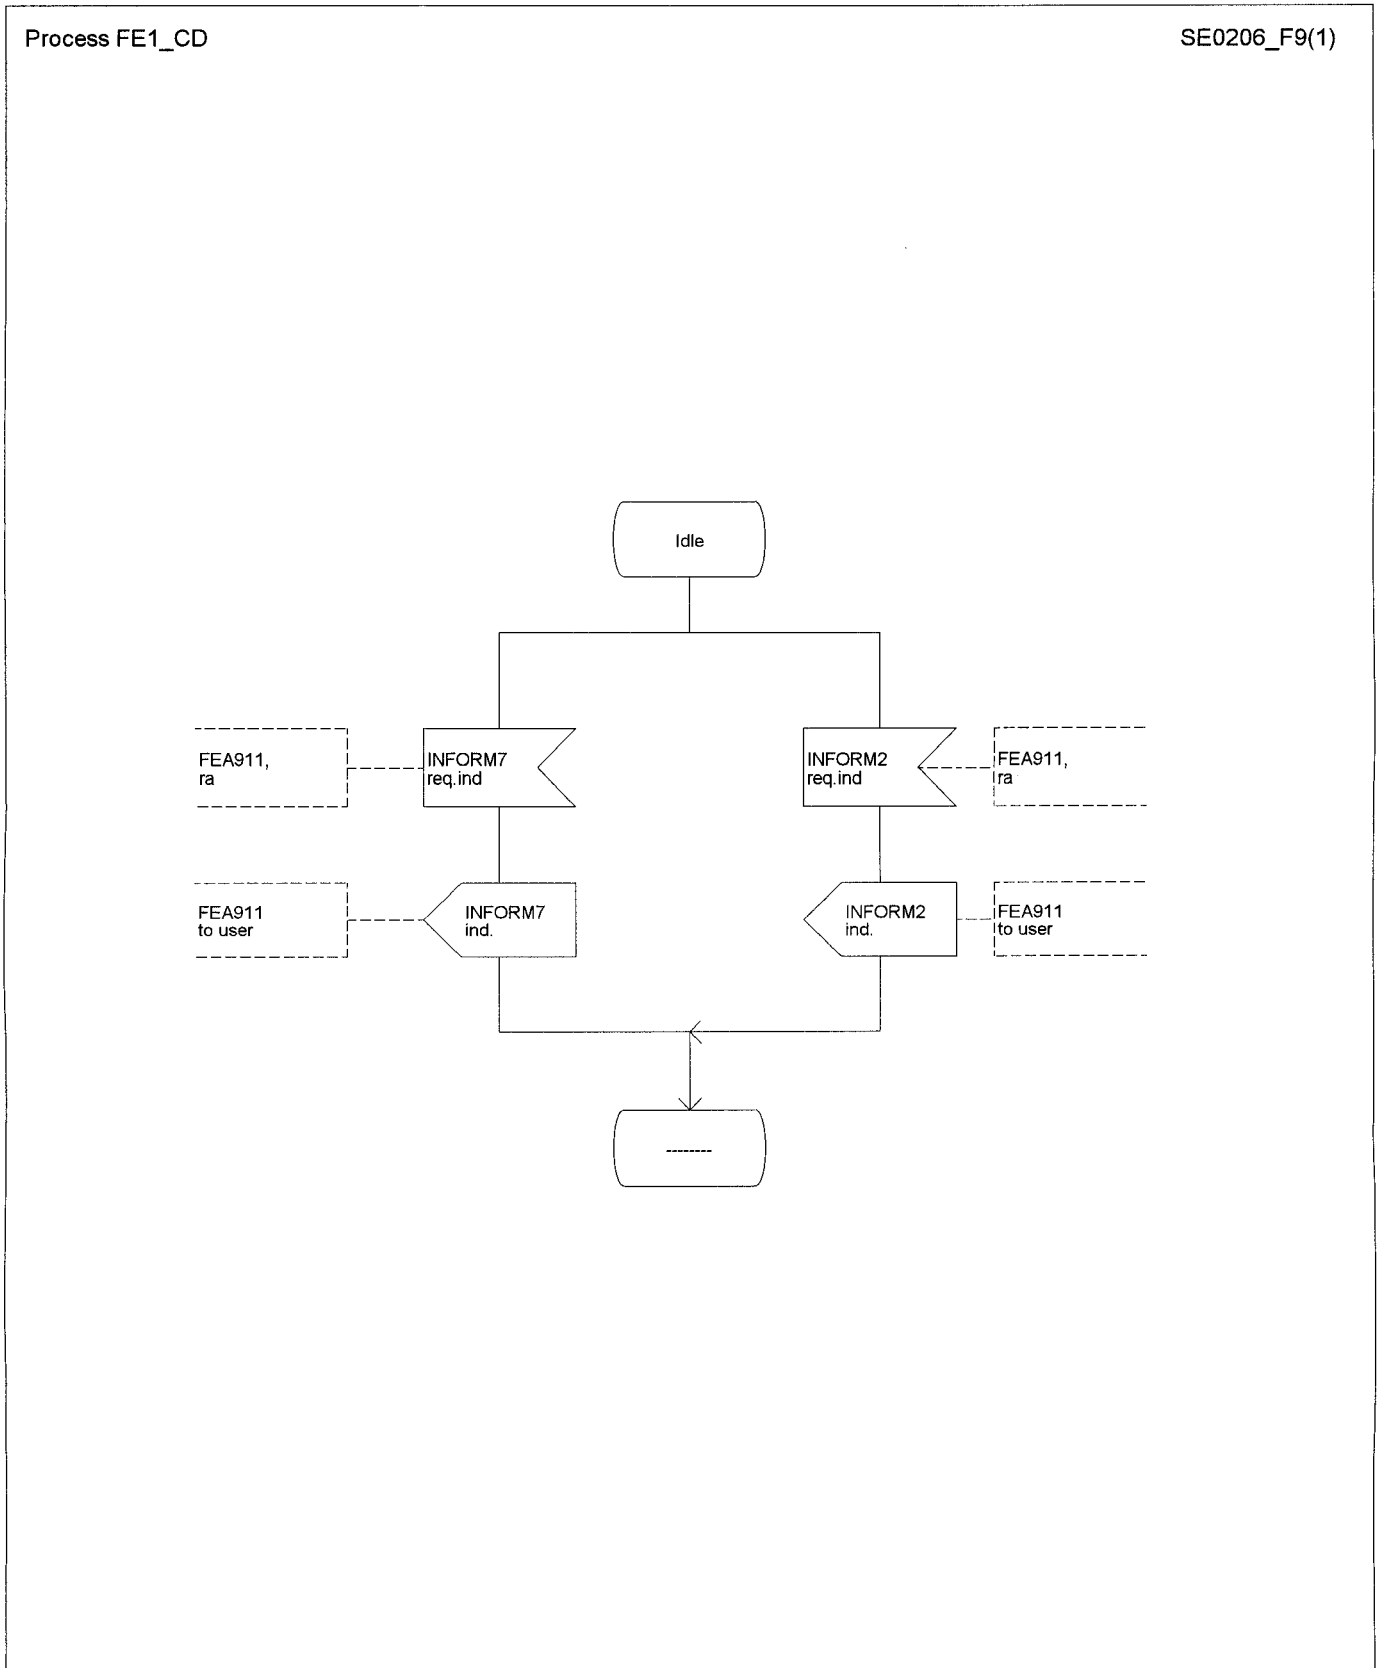 Process FE1_CD
SE0206_F9(1)
Idle
FEA911,
ra
INFORM7
req.ind
INFORM2
req.ind
FEA911,
ra
FEA911
to user
INFORM7
ind.
INFORM2
ind.
FEA911
to user
--------